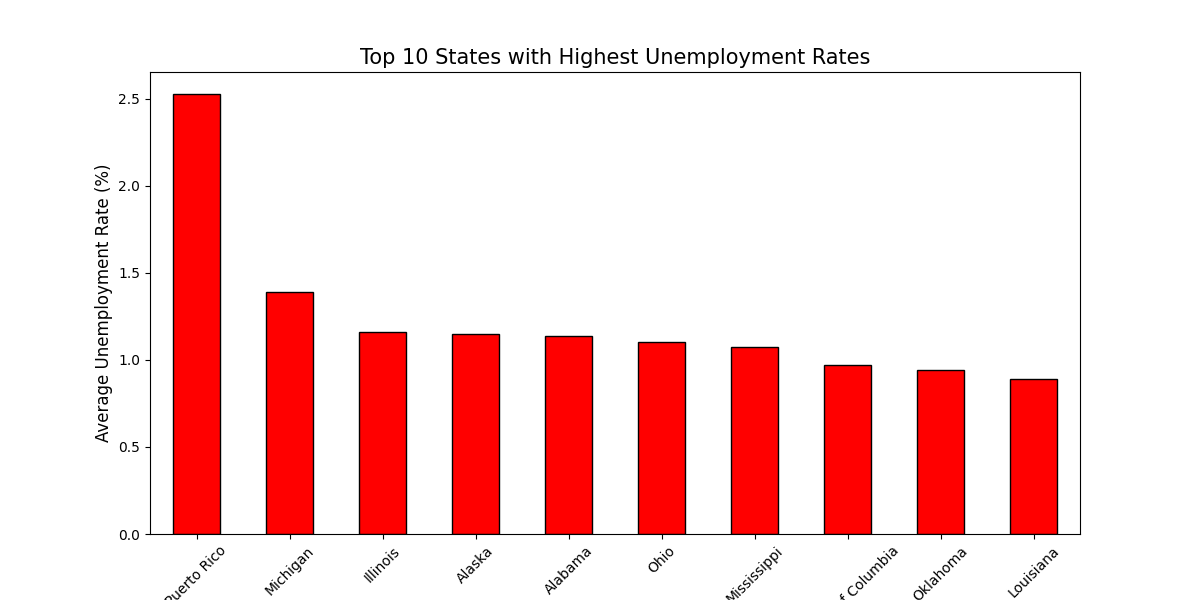 Top 10 States with Highest Unemployment Rates
Average Unemployment Rate (%)
2.5
2.0
1.5
1.0
0.5
0.0
Puerto Rico
Michigan
Illinois
Alaska
Alabama
Ohio
Mississippi
f Columbia
Oklahoma
Louisiana